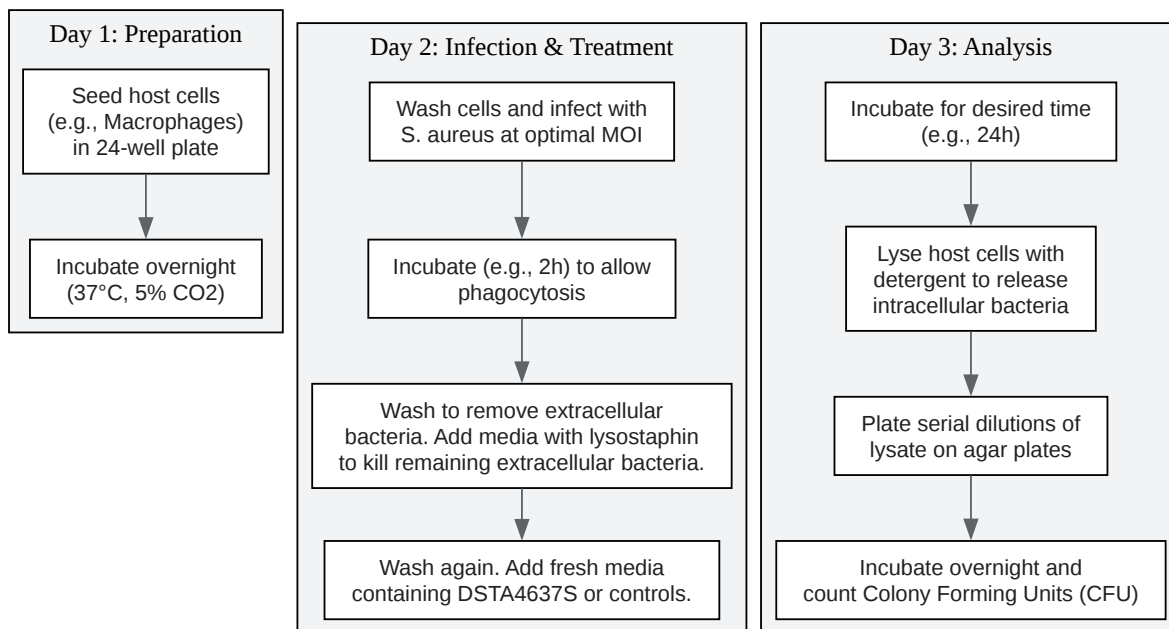 Day 1: Preparation
Seed host cells
(e.g., Macrophages)
in 24-well plate
Incubate overnight
(37°C, 5% CO2)
Day 2: Infection & Treatment
Wash cells and infect with
S. aureus at optimal MOI
Incubate (e.g., 2h) to allow
phagocytosis
Wash to remove extracellular
bacteria. Add media with lysostaphin
to kill remaining extracellular bacteria.
Wash again. Add fresh media
containing DSTA4637S or controls.
Day 3: Analysis
Incubate for desired time
(e.g., 24h)
Lyse host cells with
detergent to release
intracellular bacteria
Plate serial dilutions of
lysate on agar plates
Incubate overnight and
count Colony Forming Units (CFU)